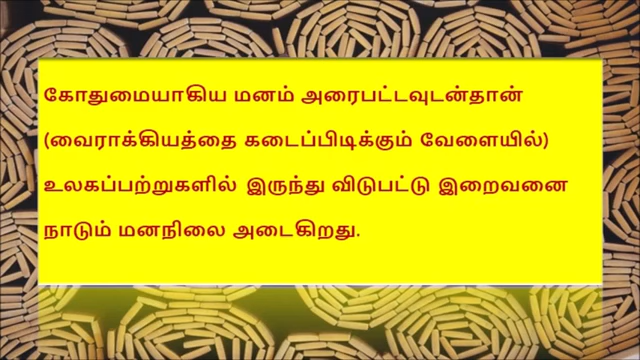 கோதுமையாகிய மனம் அரைபட்டவுடன்தான்
(வைராக்கியத்தை கடைப்பிடிக்கும் வேளையில்)
உலகப்பற்றுகளில் இருந்து விடுபட்டு இறைவனை
நாடும் மனநிலை அடைகிறது.